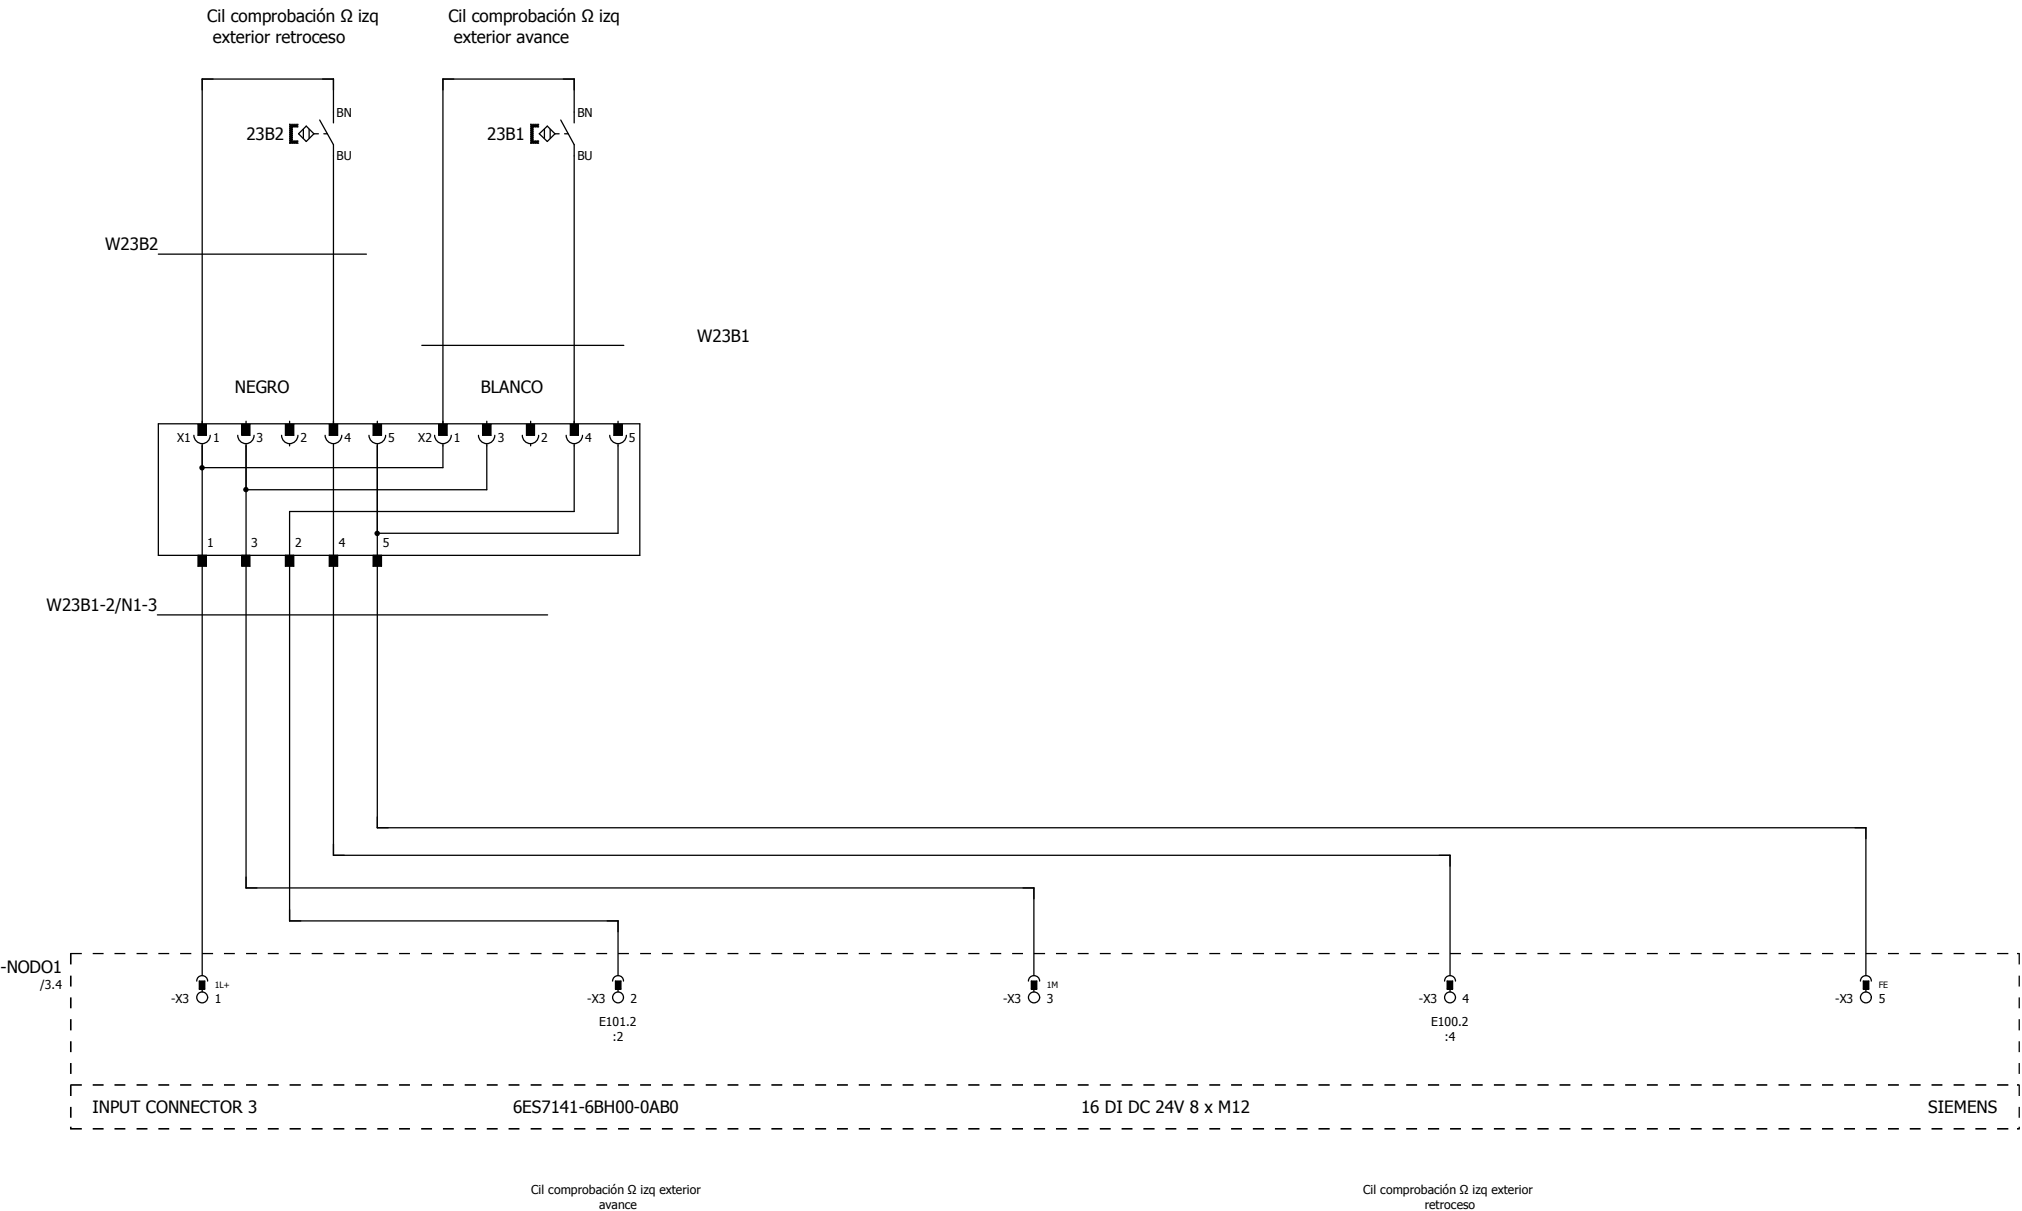 Cil comprobación Ω izq
exterior retroceso
Cil comprobación Ω izq
exterior avance
BN
23B2
BU
BN
23B1
BU
W23B2
W23B1
NEGRO
BLANCO
X1 1 3 2 4 5 X2 1 3 2 4 5
1 3 2 4 5
W23B1-2/N1-3
-NODO1
/3.4
1L+
-X3 1
-X3 2
E101.2
:2
1M
-X3 3
-X3 4
E100.2
:4
FE
-X3 5
INPUT CONNECTOR 3 6ES7141-6BH00-0AB0 16 DI DC 24V 8 x M12 SIEMENS
Cil comprobación Ω izq exterior
avance
Cil comprobación Ω izq exterior
retroceso